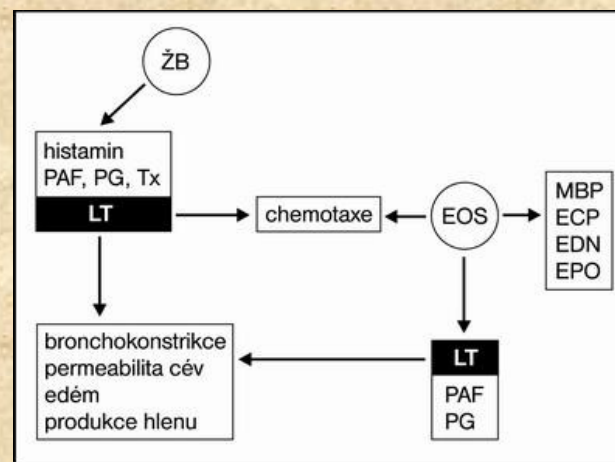 ŽB
histamin
PAF, PG, Tx
LT
chemotaxe
EOS
MBP
ECP
EDN
EPO
bronchokonstrikce
permeabilita cév
edém
produkce hlenu
LT
PAF
PG